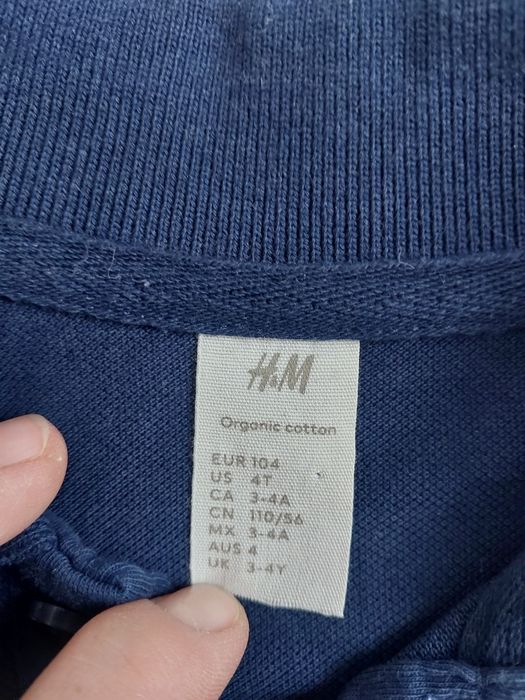 H&M
Organic cotton
EUR 104
US 4T
CA 3-4A
CN 110/56
MX 3-4A
AUS 4
UK 3-4Y